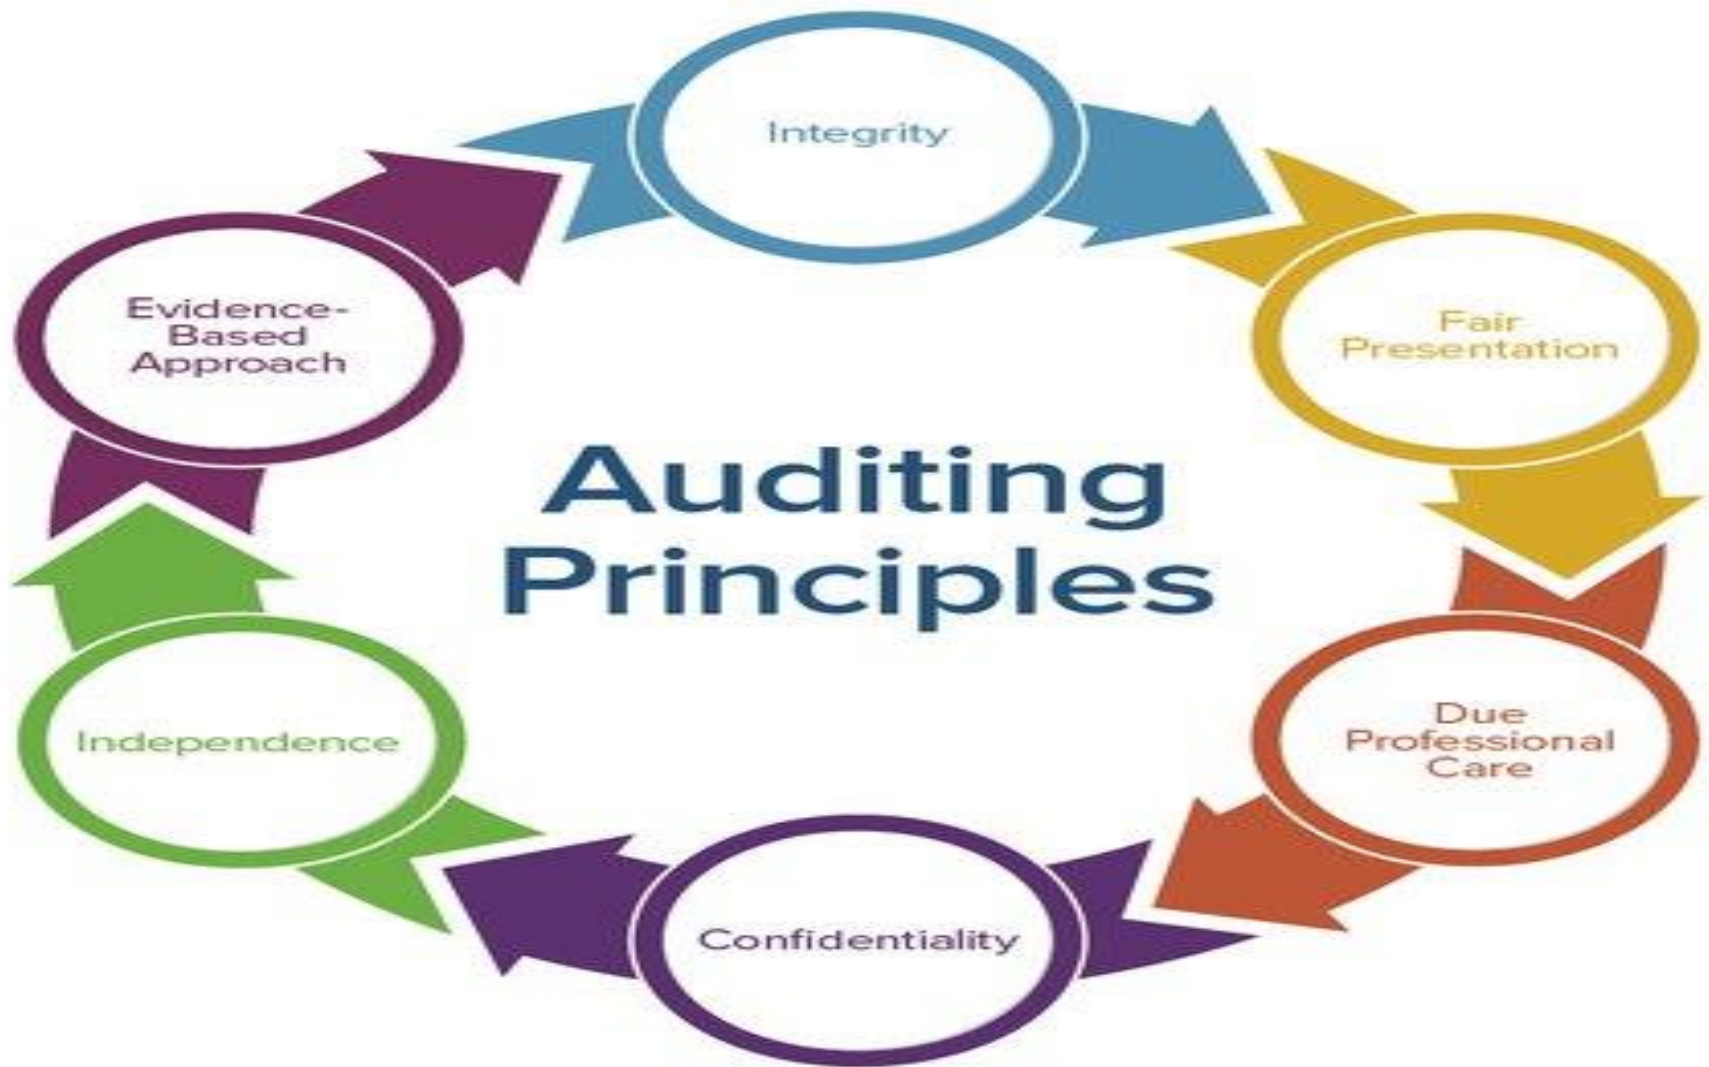 Integrity
Fair
Presentation
Due
Professional
Care
Confidentiality
Independence
Evidence-
Based
Approach
Auditing
Principles